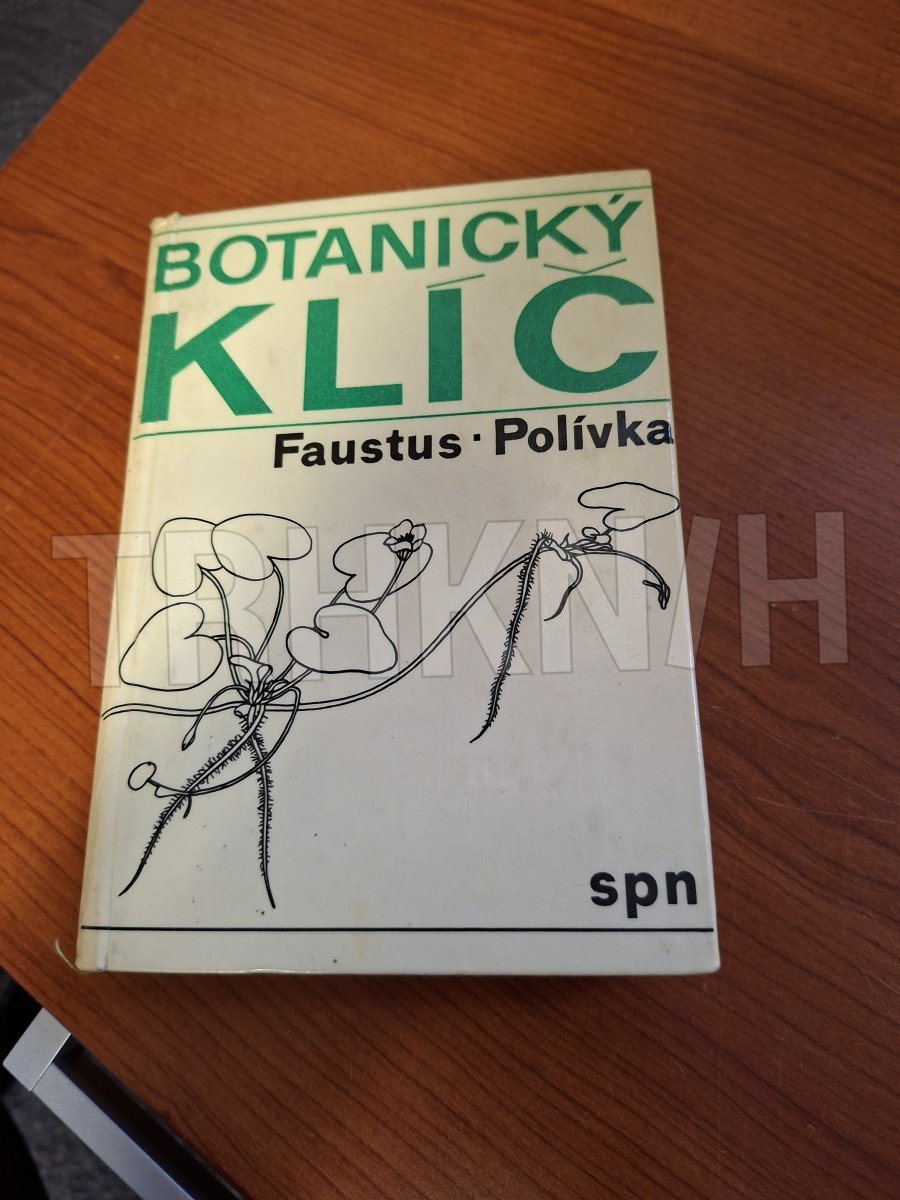 BOTANICKÝ
KLÍČ
Faustus · Polívka
TRHKNIH
spn